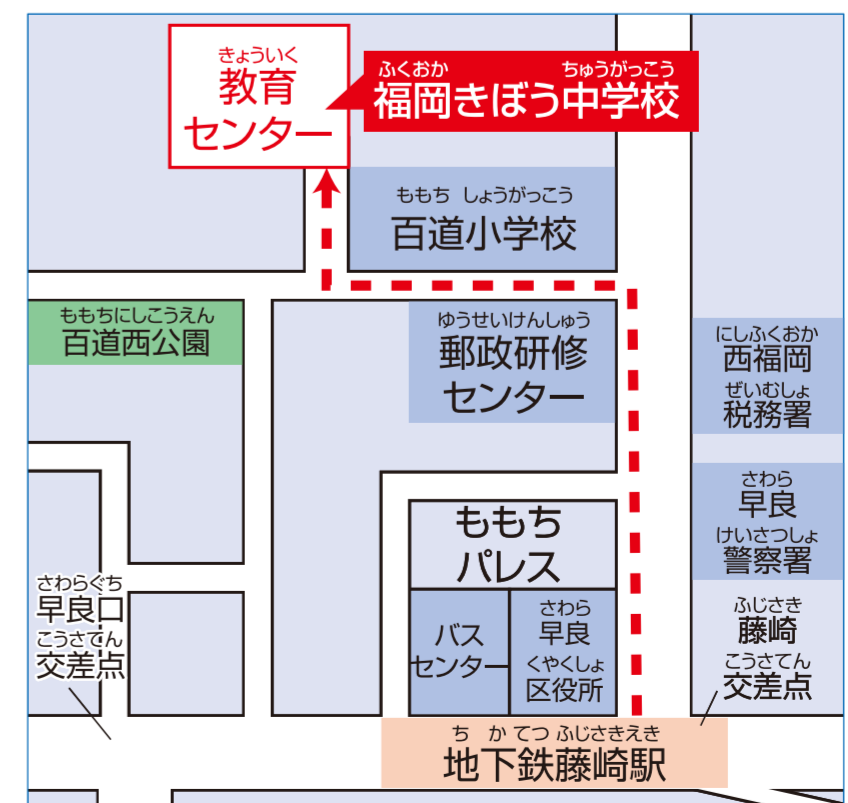 きょういく
教育
センター
ふくおか ちゅうがっこう
福岡きぼう中学校
ももち しょうがっこう
百道小学校
ももちにしこうえん
百道西公園
ゆうせいけんしゅう
郵政研修
センター
にしふくおか
西福岡
ぜいむしょ
税務署
さわら
早良
けいさつしょ
警察署
ももち
パレス
さわらぐち
早良口
こうさてん
交差点
バス
センター
さわら
早良
くやくしょ
区役所
ふじさき
藤崎
こうさてん
交差点
ち か てつ ふじさきえき
地下鉄藤崎駅